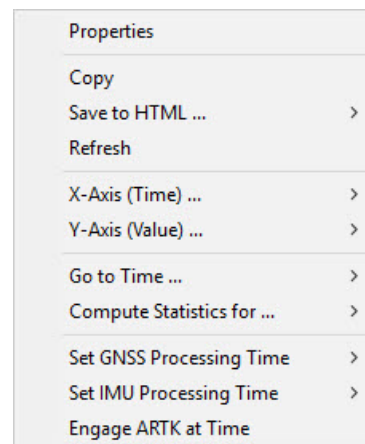 Properties
Copy
Save to HTML ...
Refresh
X-Axis (Time) ...
Y-Axis (Value) ...
Go to Time ...
Compute Statistics for ...
Set GNSS Processing Time
Set IMU Processing Time
Engage ARTK at Time